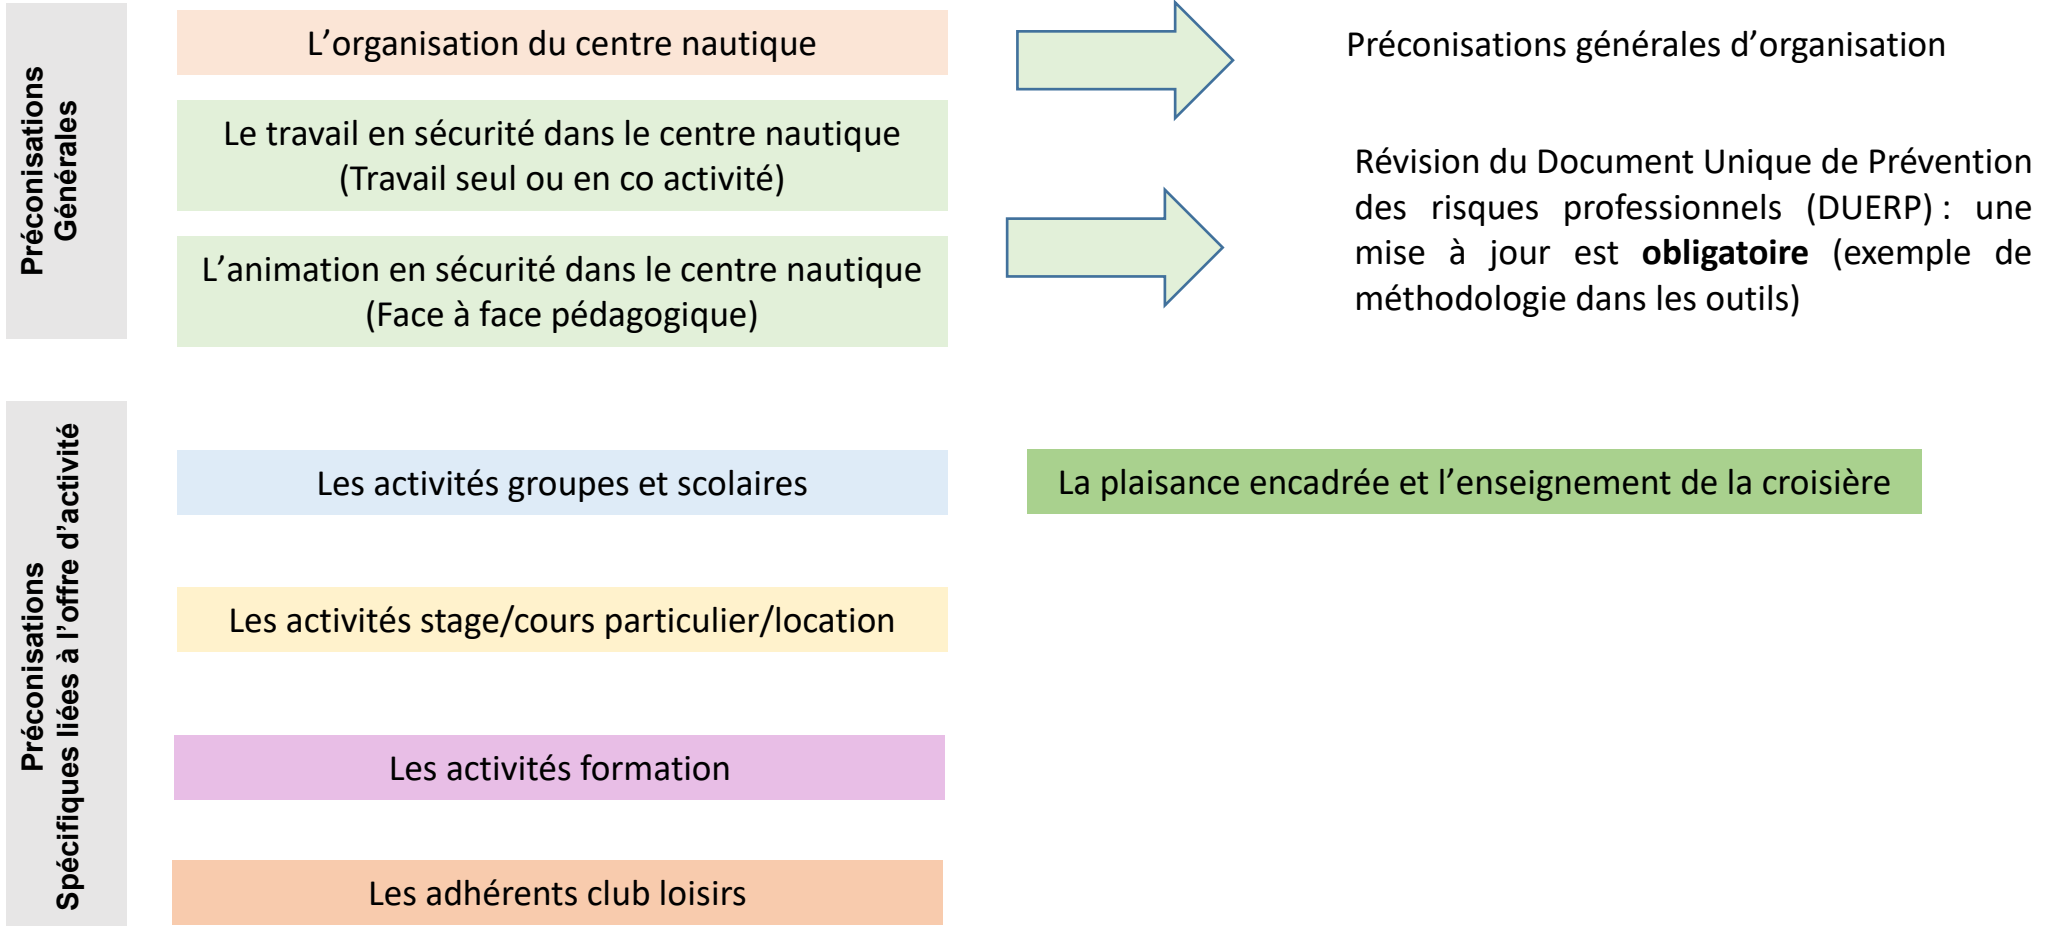 Préconisations
Générales
L’organisation du centre nautique
Préconisations générales d’organisation
Le travail en sécurité dans le centre nautique
(Travail seul ou en co activité)
L’animation en sécurité dans le centre nautique
(Face à face pédagogique)
Révision du Document Unique de Prévention
des risques professionnels (DUERP) : une
mise à jour est obligatoire (exemple de
méthodologie dans les outils)
Préconisations
Spécifiques liées à l’offre d’activité
Les activités groupes et scolaires
La plaisance encadrée et l’enseignement de la croisière
Les activités stage/cours particulier/location
Les activités formation
Les adhérents club loisirs